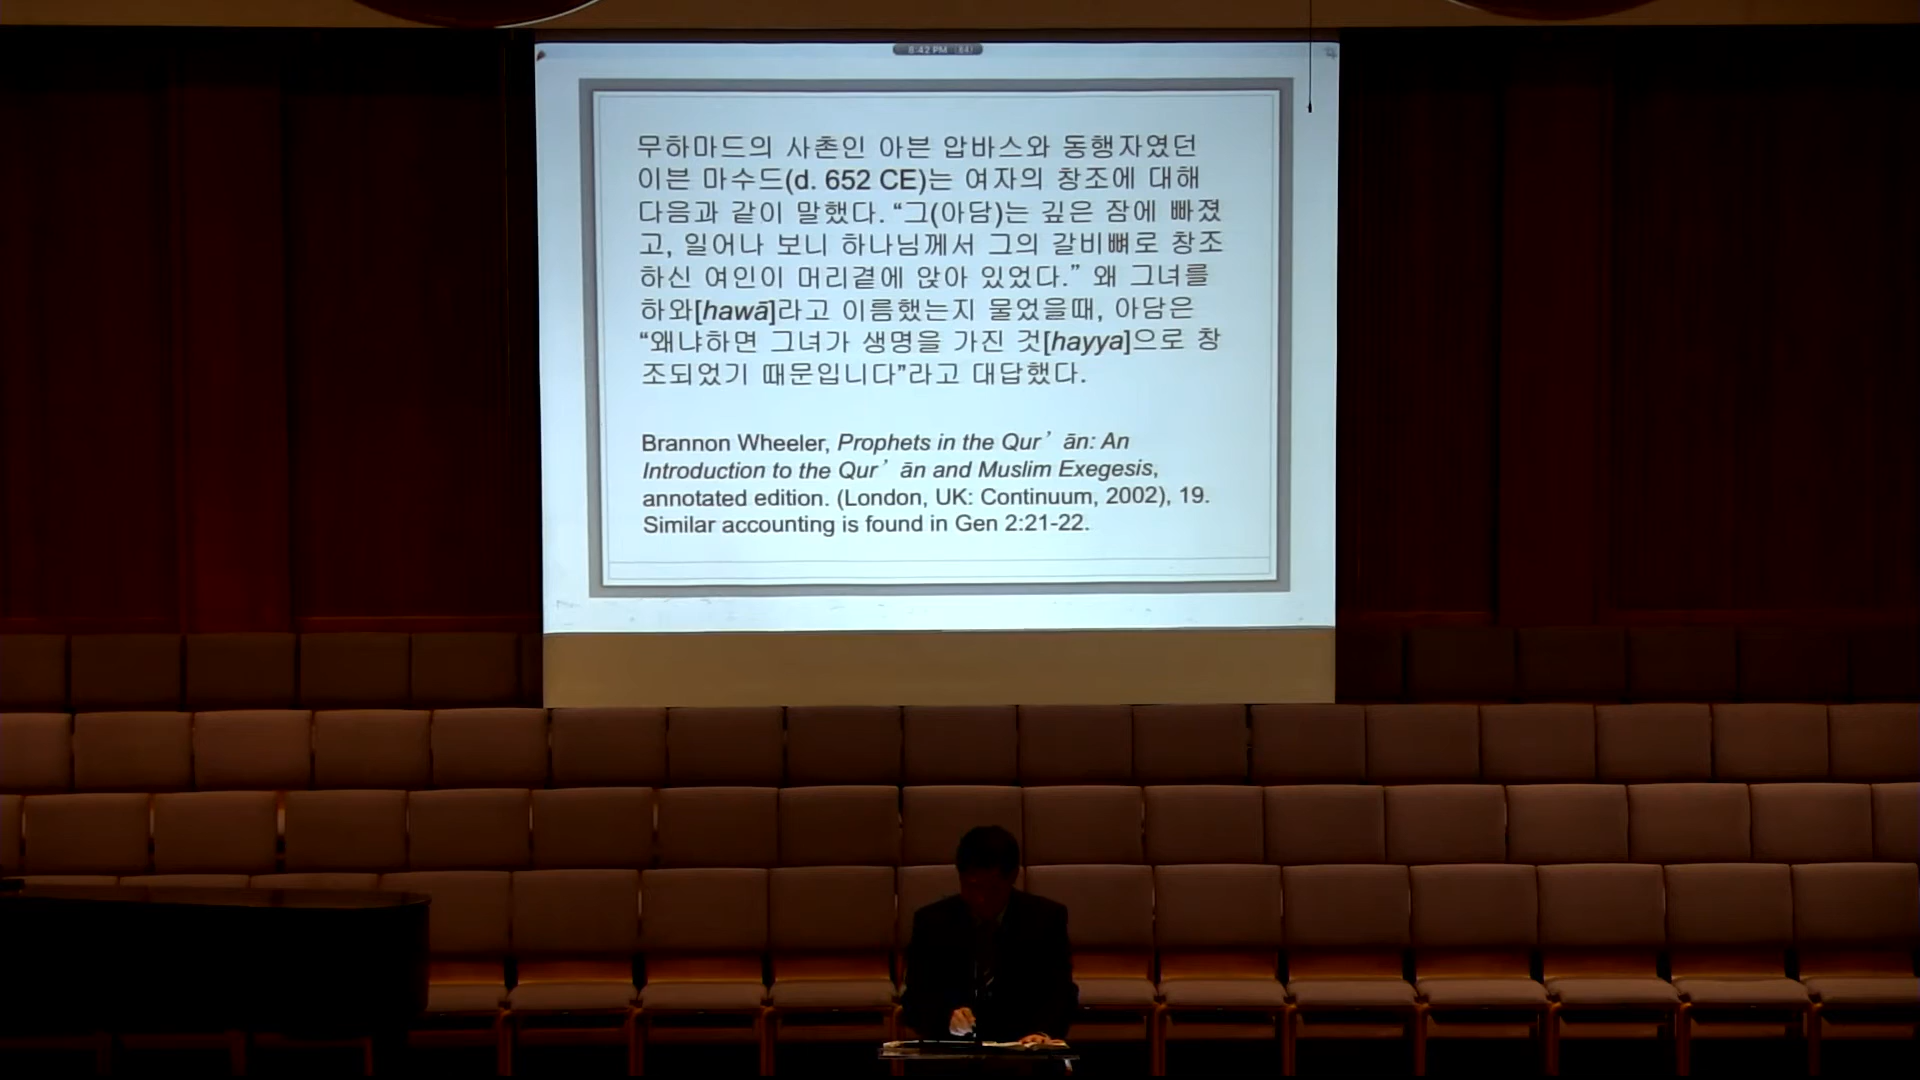 6:42 PM
무하마드의 사촌인 아븐 압바스와 동행자였던
이븐 마수드(d. 652 CE)는 여자의 창조에 대해
다음과 같이 말했다. “그(아담)는 깊은 잠에 빠졌
고, 일어나 보니 하나님께서 그의 갈비뼈로 창조
하신 여인이 머리곁에 앉아 있었다.” 왜 그녀를
하와[hawā]라고 이름했는지 물었을때, 아담은
“왜냐하면 그녀가 생명을 가진 것[hayya]으로 창
조되었기 때문입니다”라고 대답했다.
Brannon Wheeler, Prophets in the Qur’ān: An
Introduction to the Qur’ān and Muslim Exegesis,
annotated edition. (London, UK: Continuum, 2002), 19.
Similar accounting is found in Gen 2:21-22.